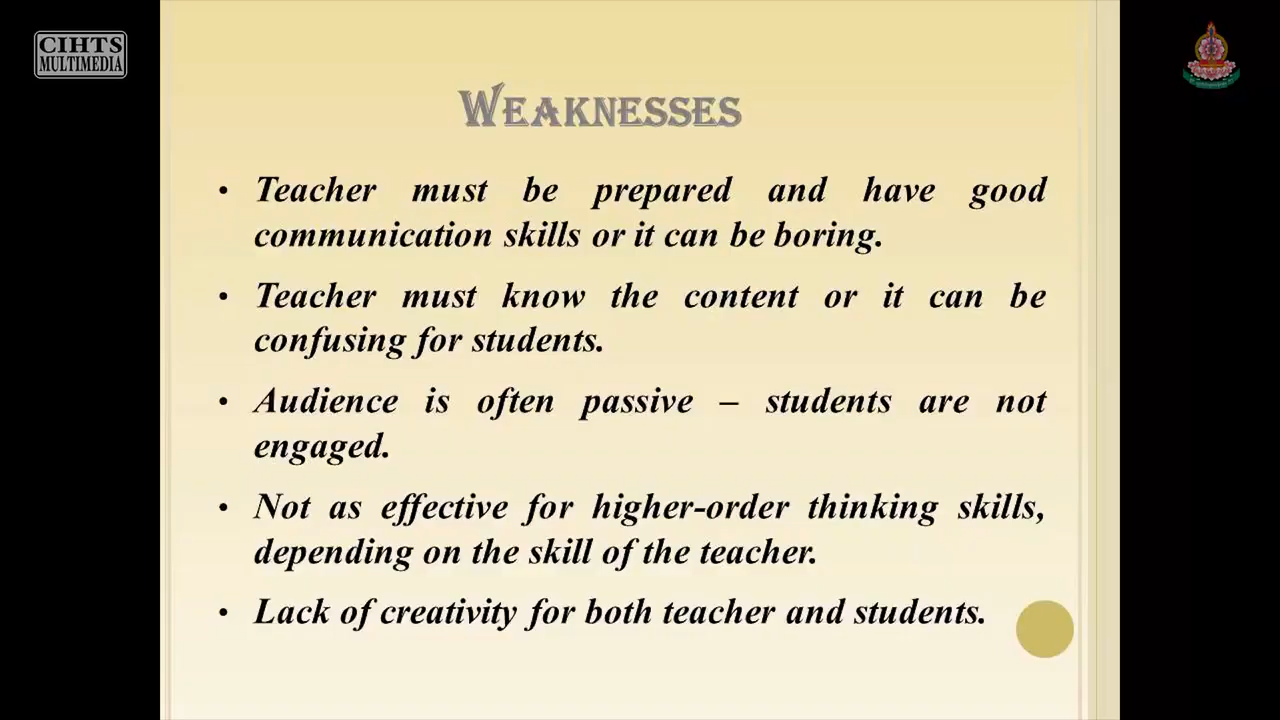 CIHTS
MULTIMEDIA
WEAKNESSES
• Teacher must be prepared and have good
communication skills or it can be boring.
• Teacher must know the content or it can be
confusing for students.
• Audience is often passive – students are not
engaged.
• Not as effective for higher-order thinking skills,
depending on the skill of the teacher.
• Lack of creativity for both teacher and students.